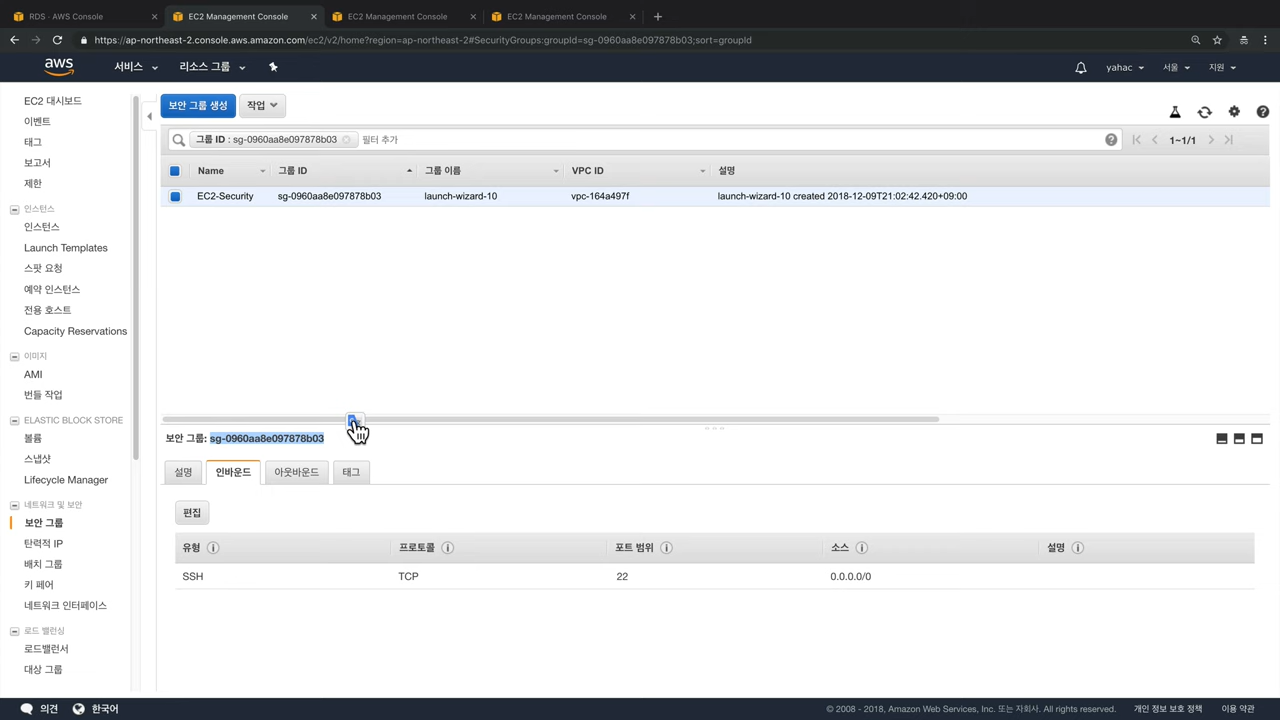 RDS · AWS Console
EC2 Management Console
EC2 Management Console
EC2 Management Console
https://ap-northeast-2.console.aws.amazon.com/ec2/v2/home?region=ap-northeast-2#SecurityGroups:groupId=sg-0960aa8e097878b03;sort=groupId
aws
서비스
리소스 그룹
yahac
서울
지원
EC2 대시보드
이벤트
태그
보고서
제한
인스턴스
인스턴스
Launch Templates
스팟 요청
예약 인스턴스
전용 호스트
Capacity Reservations
이미지
AMI
번들 작업
ELASTIC BLOCK STORE
볼륨
스냅샷
Lifecycle Manager
네트워크 및 보안
보안 그룹
탄력적 IP
배치 그룹
키 페어
네트워크 인터페이스
로드 밸런싱
로드밸런서
대상 그룹
보안 그룹 생성
작업
그룹 ID : sg-0960aa8e097878b03
필터 추가
1~1/1
Name 그룹 ID 그룹 이름 VPC ID 설명
EC2-Security sg-0960aa8e097878b03 launch-wizard-10 vpc-164a497f launch-wizard-10 created 2018-12-09T21:02:42.420+09:00
보안 그룹: sg-0960aa8e097878b03
설명 인바운드 아웃바운드 태그
편집
유형 프로토콜 포트 범위 소스 설명
SSH TCP 22 0.0.0.0/0
의견
한국어
© 2008 - 2018, Amazon Web Services, Inc. 또는 자회사. All rights reserved.
개인 정보 보호 정책
이용 약관